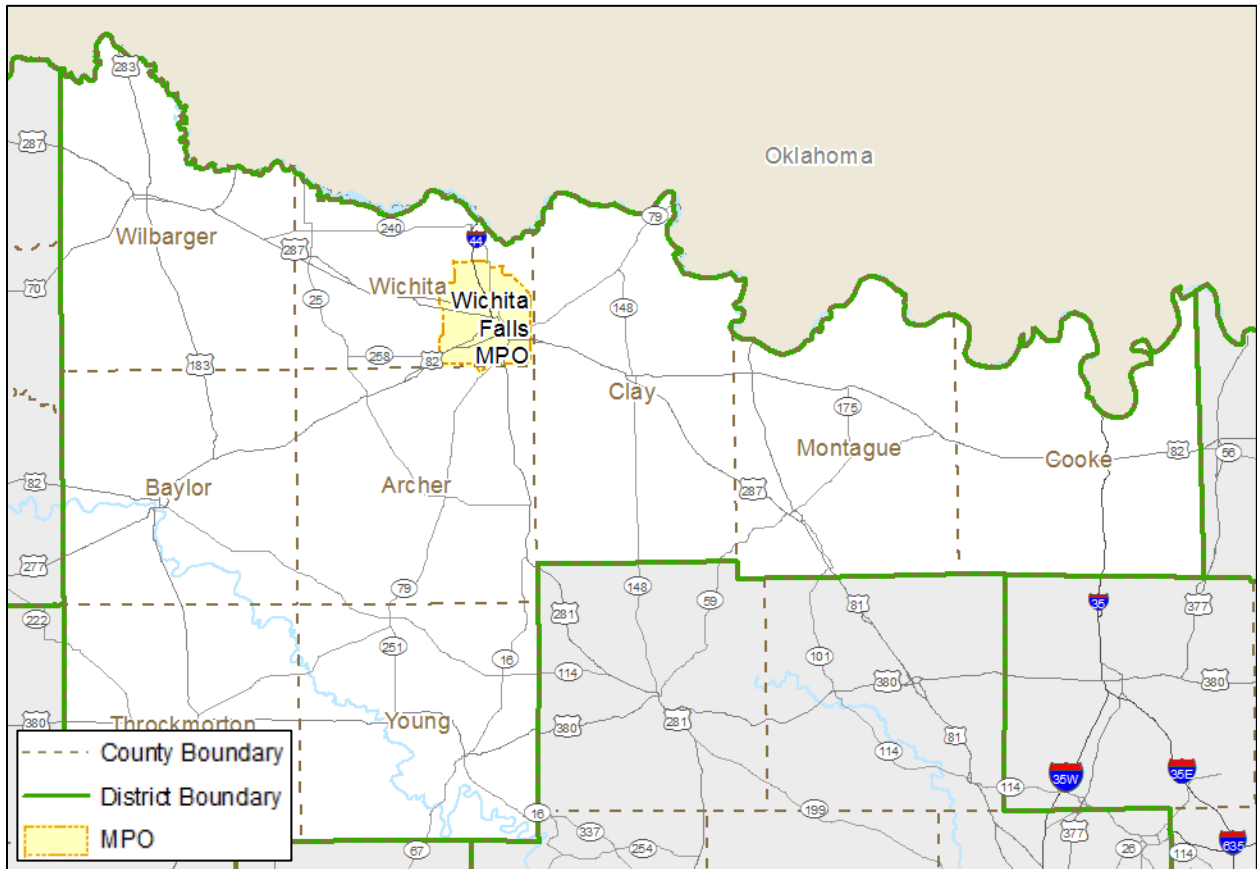 283
287
Oklahoma
79
240
44
Wilbarger
287
70
Wichita
25
Wichita
Falls
MPO
148
258
82
183
Clay
175
Montague
Cooke
82
56
82
Baylor
Archer
287
277
79
148
59
222
281
81
35
377
251
16
101
114
380
380
380
Throckmorton
Young
281
380
81
114
35W
35E
114
16
199
337
377
26
254
67
114
635
County Boundary
District Boundary
MPO